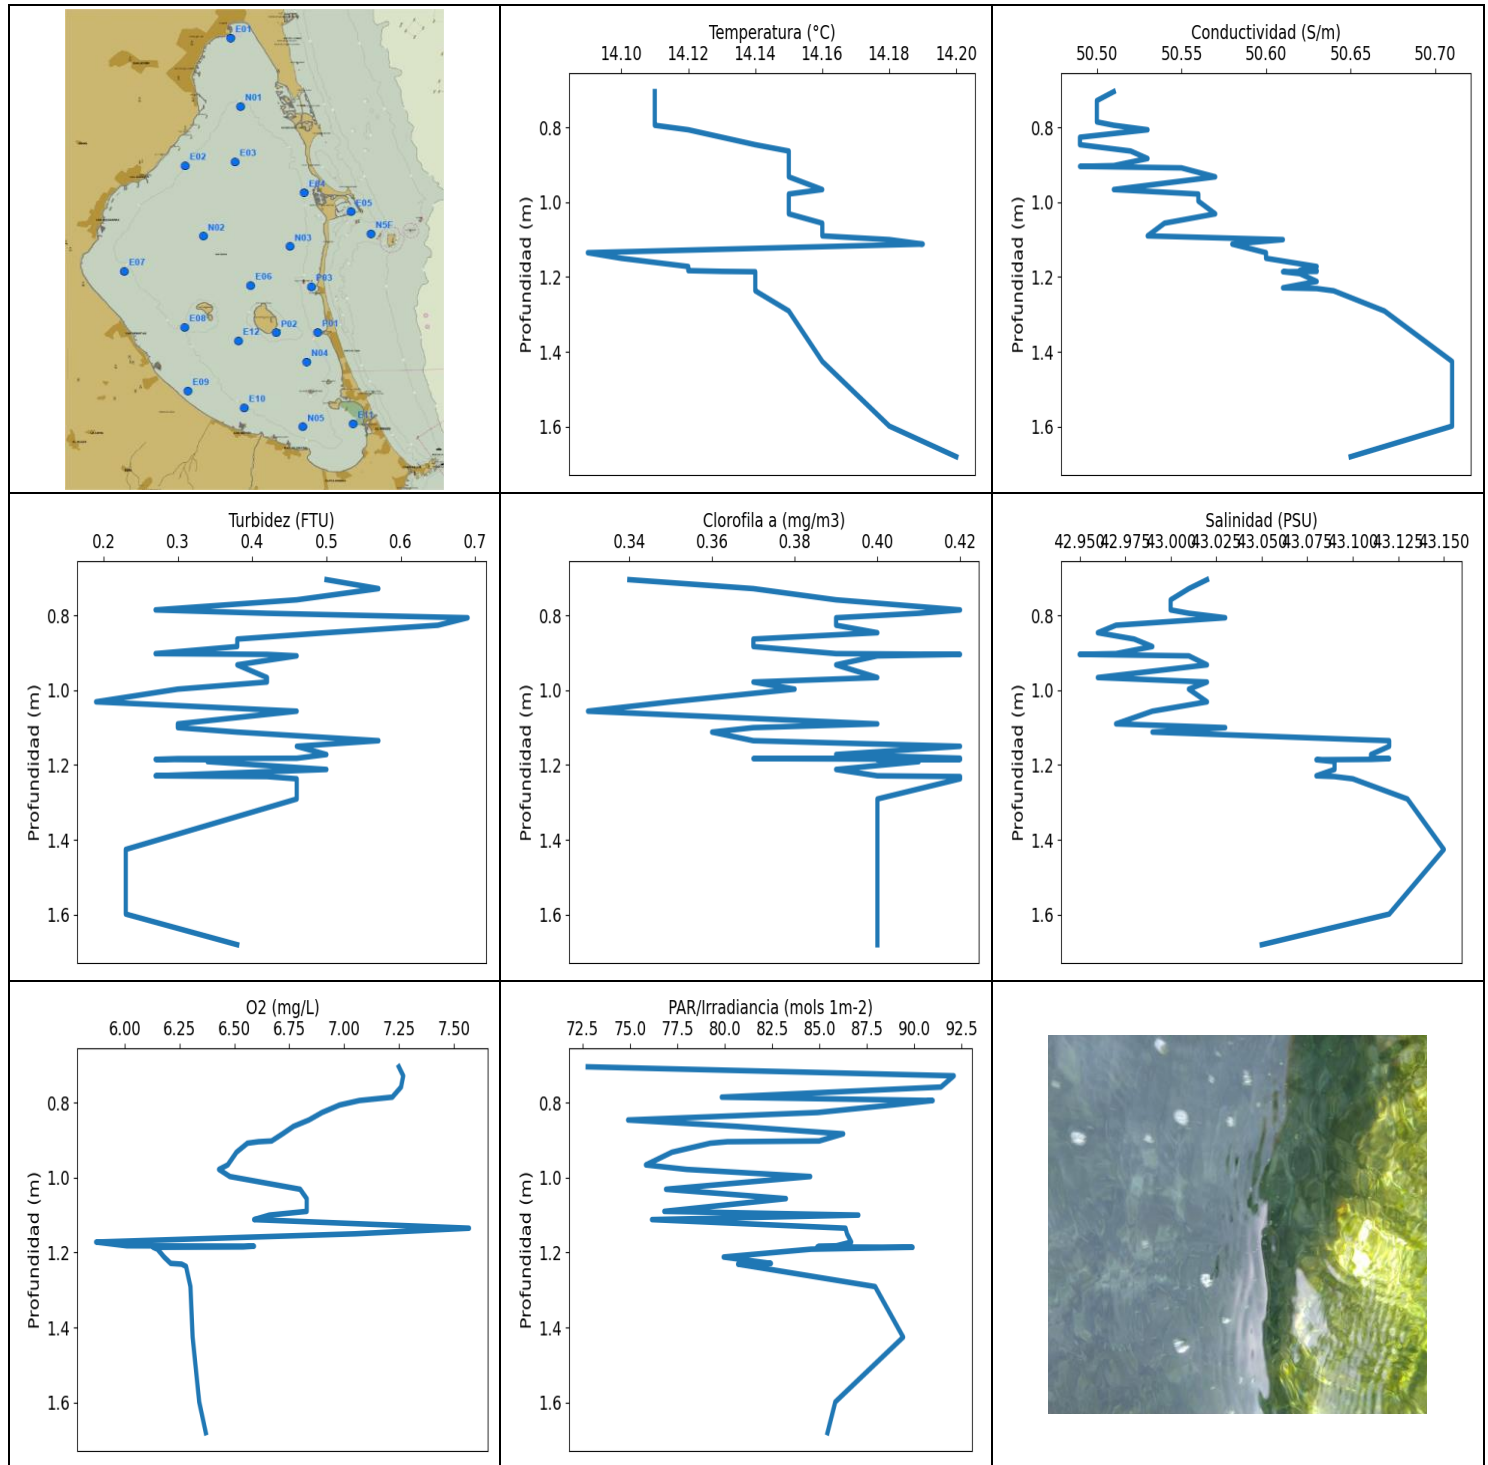 E01
N01
E02
E03
E04
E05
N5F
N02
N03
E07
E06
P03
E08
E12
P02
P01
N04
E09
E10
N05
E11
Temperatura (°C)
14.10 14.12 14.14 14.16 14.18 14.20
0.8
1.0
1.2
1.4
1.6
Profundidad (m)
Conductividad (S/m)
50.50 50.55 50.60 50.65 50.70
0.8
1.0
1.2
1.4
1.6
Profundidad (m)
Turbidez (FTU)
0.2 0.3 0.4 0.5 0.6 0.7
0.8
1.0
1.2
1.4
1.6
Profundidad (m)
Clorofila a (mg/m3)
0.34 0.36 0.38 0.40 0.42
0.8
1.0
1.2
1.4
1.6
Profundidad (m)
Salinidad (PSU)
42.950 42.975 43.000 43.025 43.050 43.075 43.100 43.125 43.150
0.8
1.0
1.2
1.4
1.6
Profundidad (m)
O2 (mg/L)
6.00 6.25 6.50 6.75 7.00 7.25 7.50
0.8
1.0
1.2
1.4
1.6
Profundidad (m)
PAR/Irradiancia (mols 1m-2)
72.5 75.0 77.5 80.0 82.5 85.0 87.5 90.0 92.5
0.8
1.0
1.2
1.4
1.6
Profundidad (m)